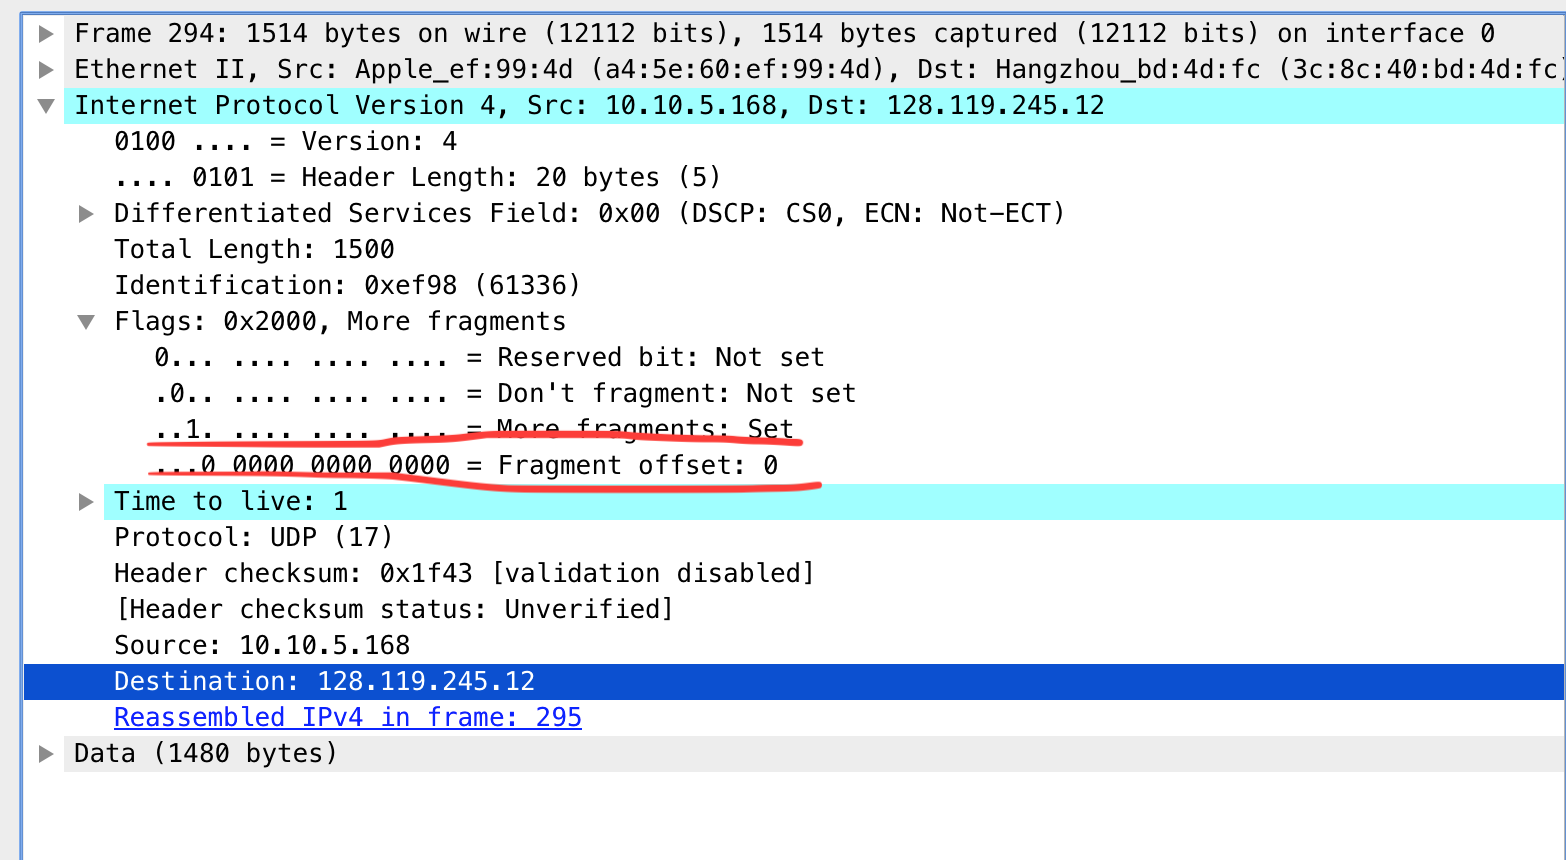 Frame 294: 1514 bytes on wire (12112 bits), 1514 bytes captured (12112 bits) on interface 0
Ethernet II, Src: Apple_ef:99:4d (a4:5e:60:ef:99:4d), Dst: Hangzhou_bd:4d:fc (3c:8c:40:bd:4d:fc)
Internet Protocol Version 4, Src: 10.10.5.168, Dst: 128.119.245.12
0100 .... = Version: 4
.... 0101 = Header Length: 20 bytes (5)
Differentiated Services Field: 0x00 (DSCP: CS0, ECN: Not-ECT)
Total Length: 1500
Identification: 0xef98 (61336)
Flags: 0x2000, More fragments
0... .... .... .... = Reserved bit: Not set
.0.. .... .... .... = Don't fragment: Not set
..1. .... .... .... = More fragments: Set
...0 0000 0000 0000 = Fragment offset: 0
Time to live: 1
Protocol: UDP (17)
Header checksum: 0x1f43 [validation disabled]
[Header checksum status: Unverified]
Source: 10.10.5.168
Destination: 128.119.245.12
Reassembled IPv4 in frame: 295
Data (1480 bytes)